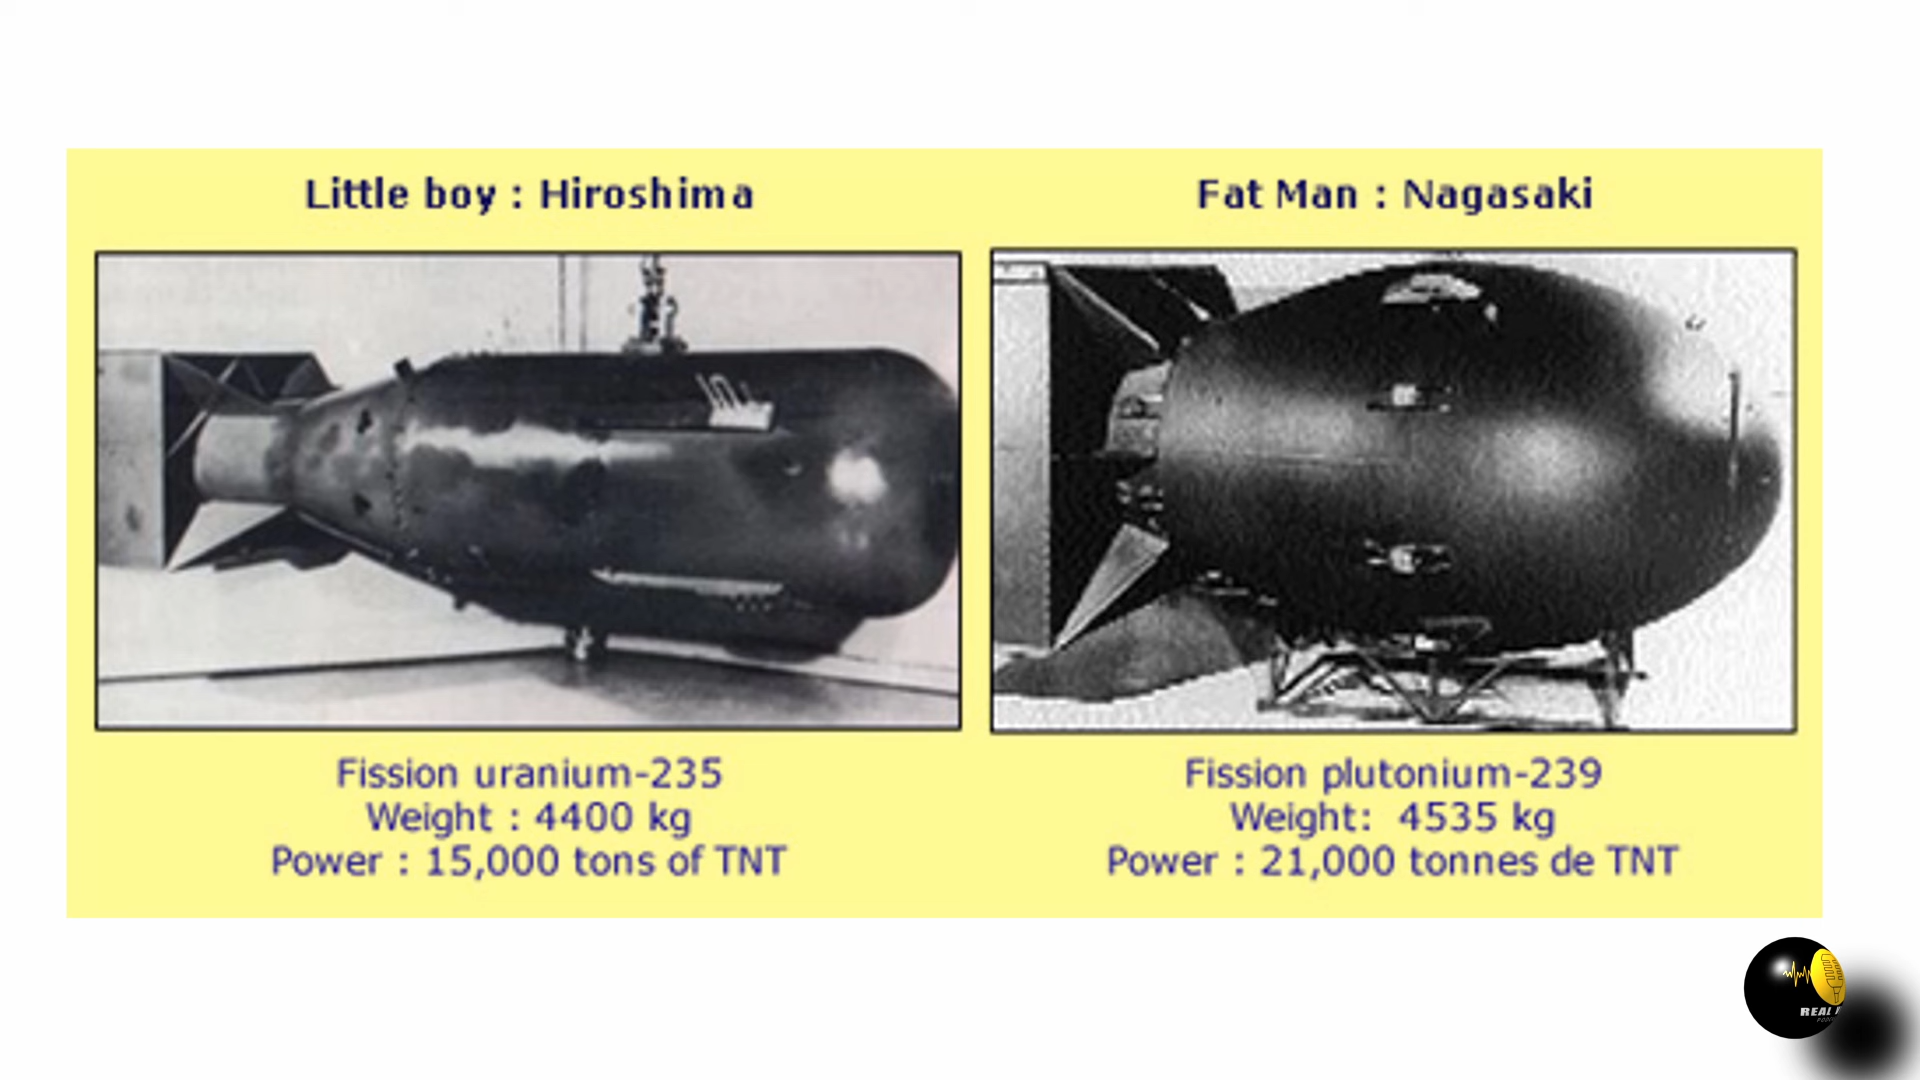 Little boy : Hiroshima
Fission uranium-235
Weight : 4400 kg
Power : 15,000 tons of TNT
Fat Man : Nagasaki
Fission plutonium-239
Weight: 4535 kg
Power : 21,000 tonnes de TNT
REAL